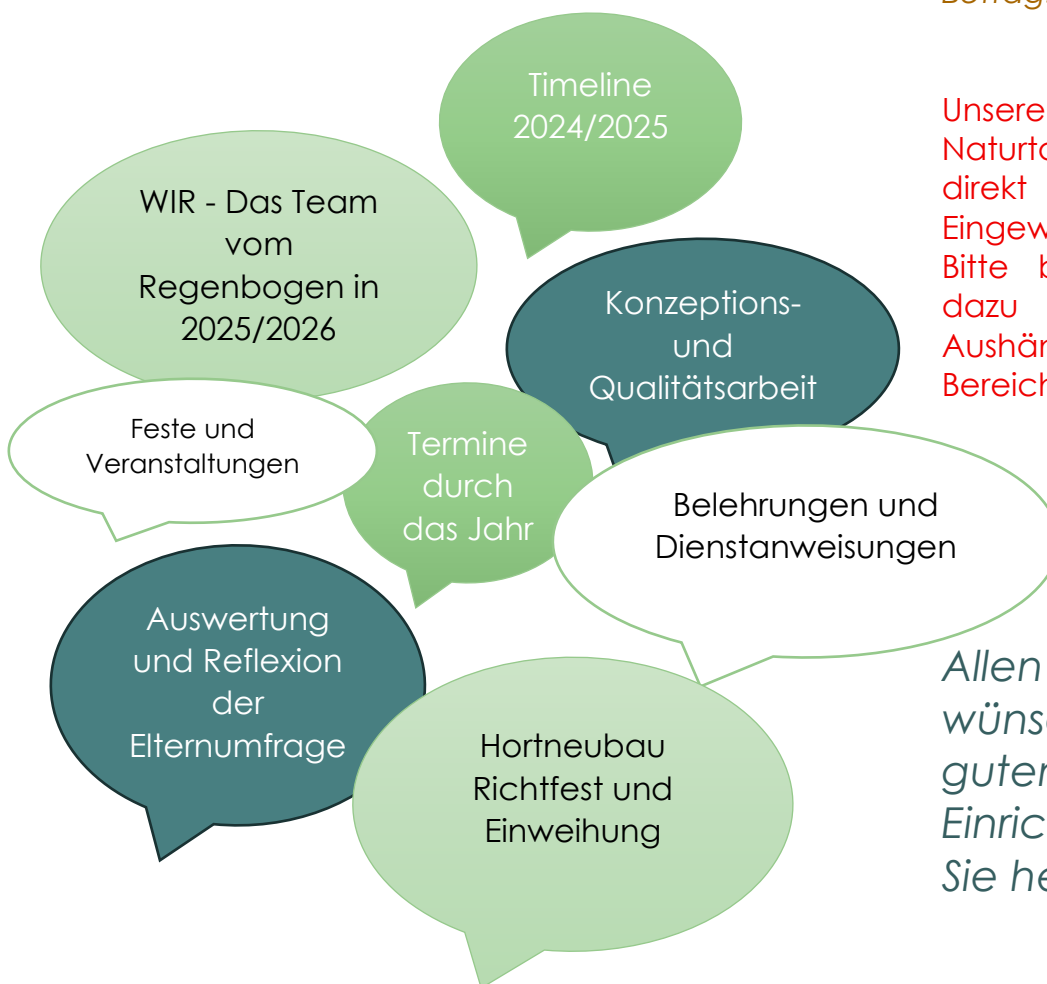 Timeline
2024/2025
WIR - Das Team
vom
Regenbogen in
2025/2026
Konzeptions-
und
Qualitätsarbeit
Feste und
Veranstaltungen
Termine
durch
das Jahr
Belehrungen und
Dienstanweisungen
Auswertung
und Reflexion
der
Elternumfrage
Hortneubau
Richtfest und
Einweihung
Unsere
direkt
Bitte
dazu
Allen
Sie